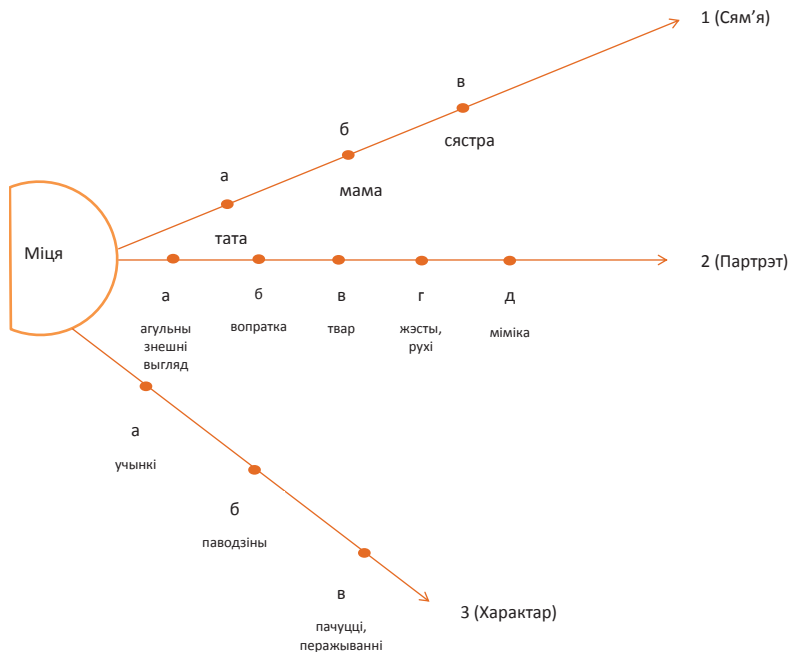 1 (Сям’я)
в
сястра
б
мама
а
тата
Міця
2 (Партрэт)
а
агульны
знешні
выгляд
б
вопратка
в
твар
г
жэсты,
рухі
д
міміка
а
учынкі
б
паводзіны
в
пачуцці,
перажыванні
3 (Характар)